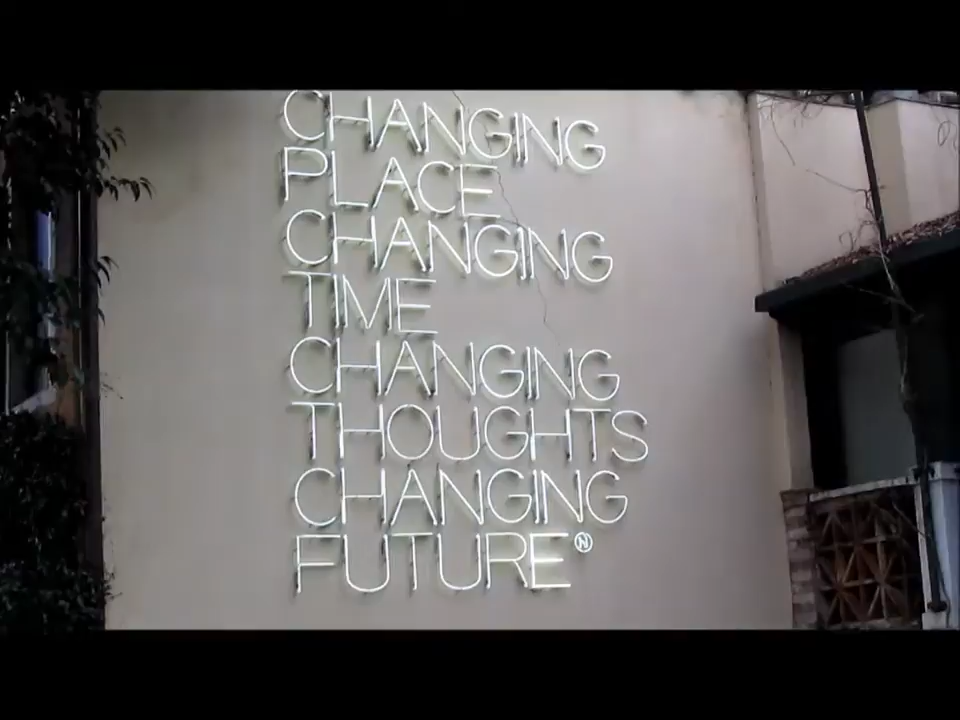 CHANGING
PLACE
CHANGING
TIME
CHANGING
THOUGHTS
CHANGING
FUTURE Ⓝ